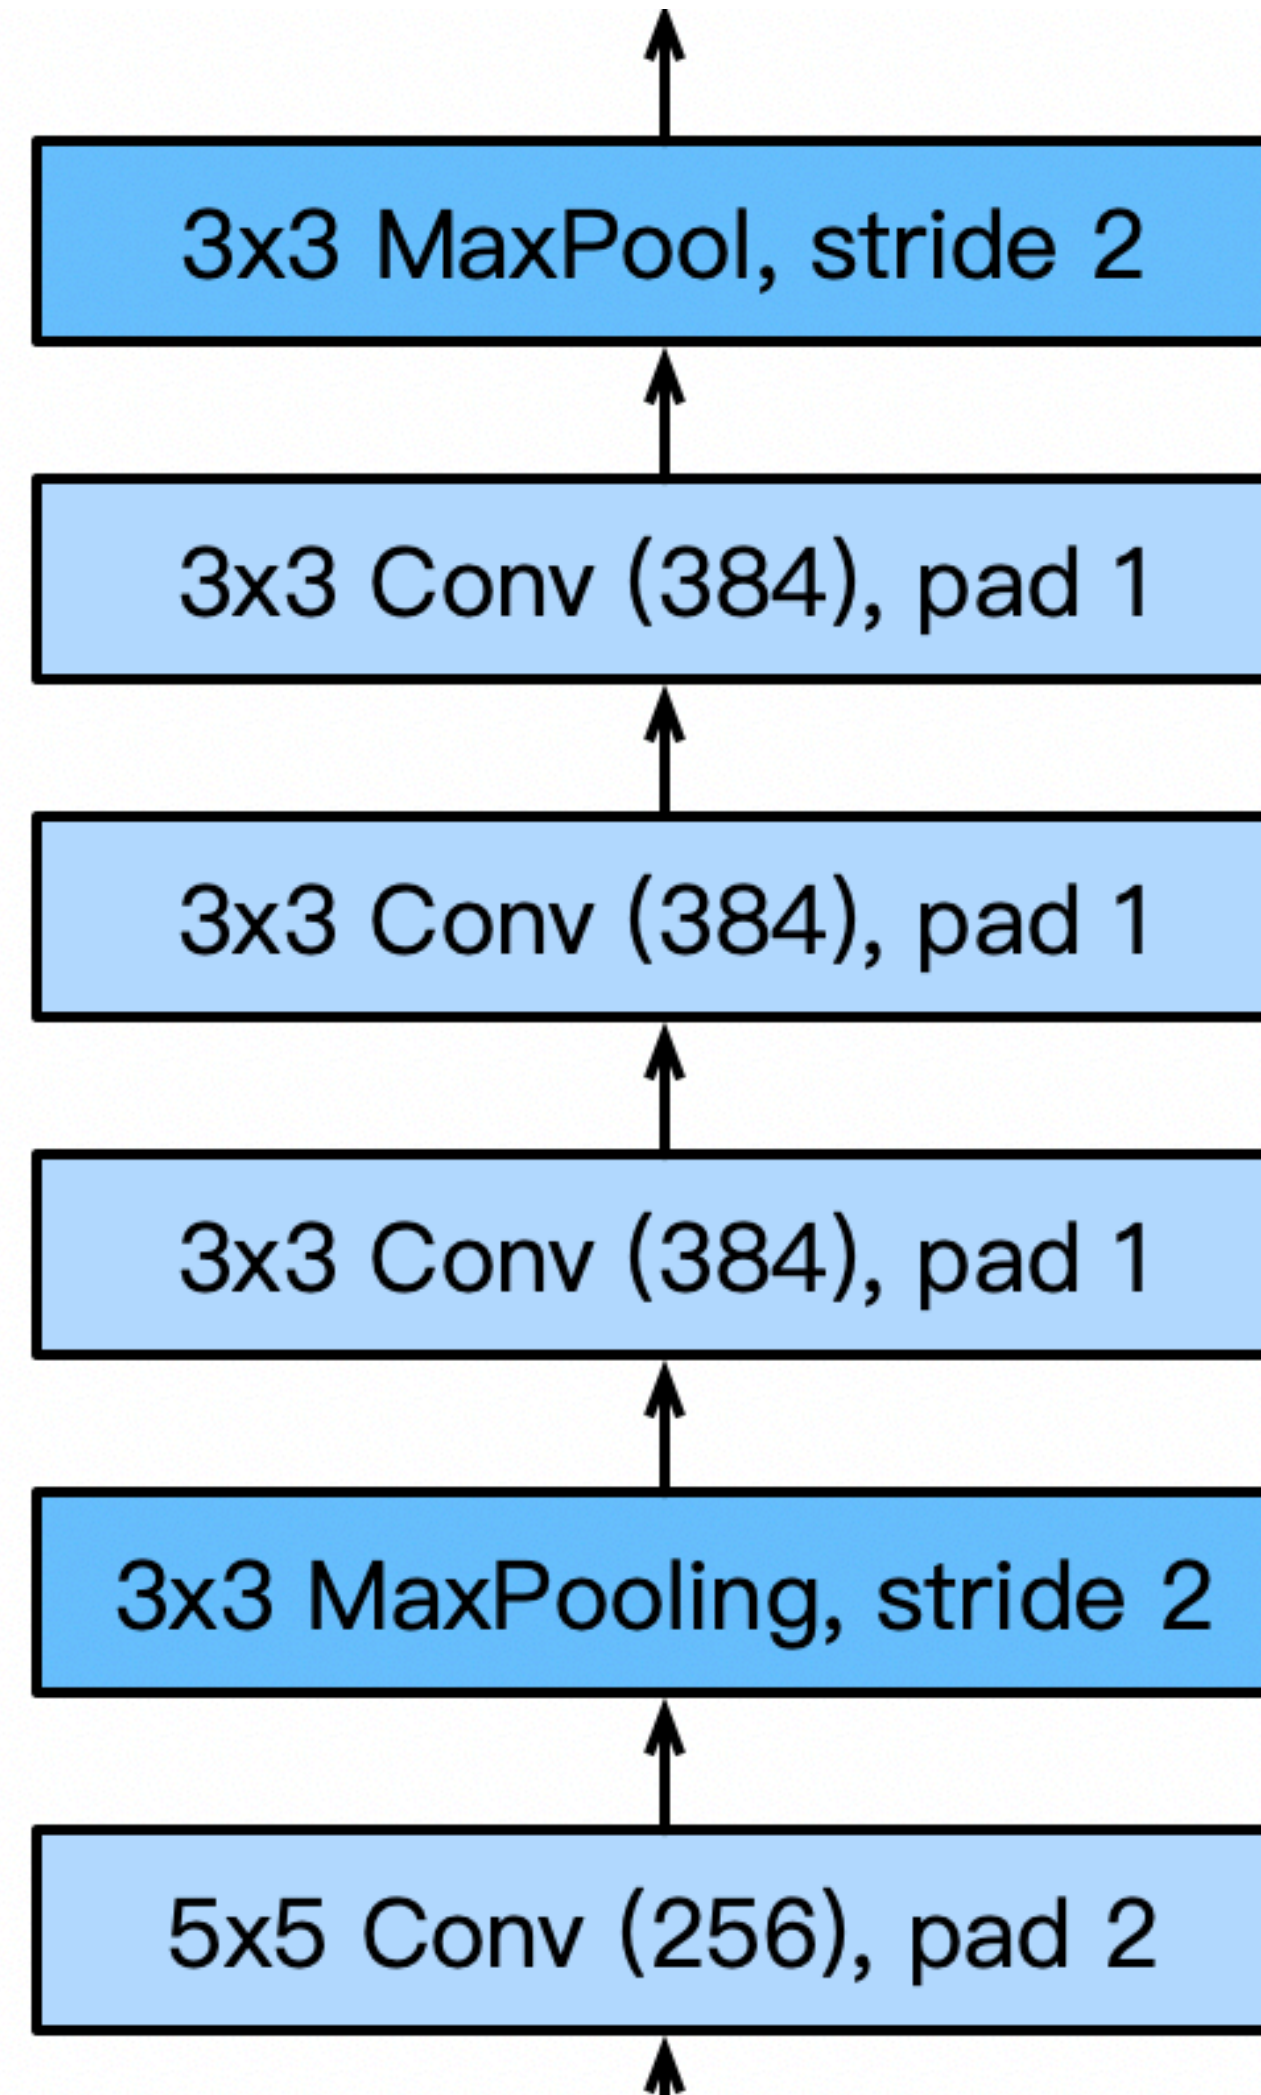 3x3 MaxPool, stride 2
3x3 Conv (384), pad 1
3x3 Conv (384), pad 1
3x3 Conv (384), pad 1
3x3 MaxPooling, stride 2
5x5 Conv (256), pad 2